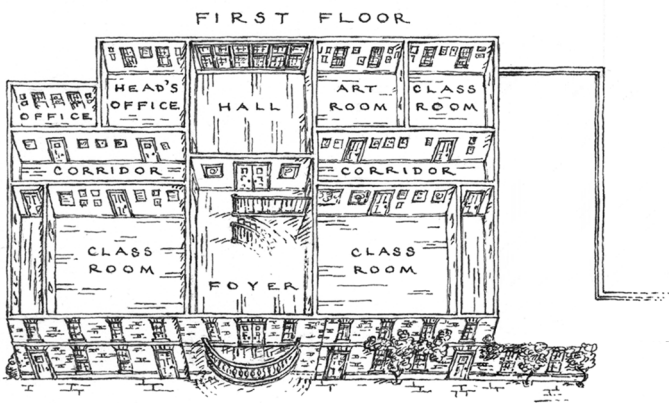 FIRST FLOOR
HEAD'S
OFFICE
OFFICE
HALL
ART
ROOM
CLASS
ROOM
CORRIDOR
CORRIDOR
CLASS
ROOM
FOYER
CLASS
ROOM